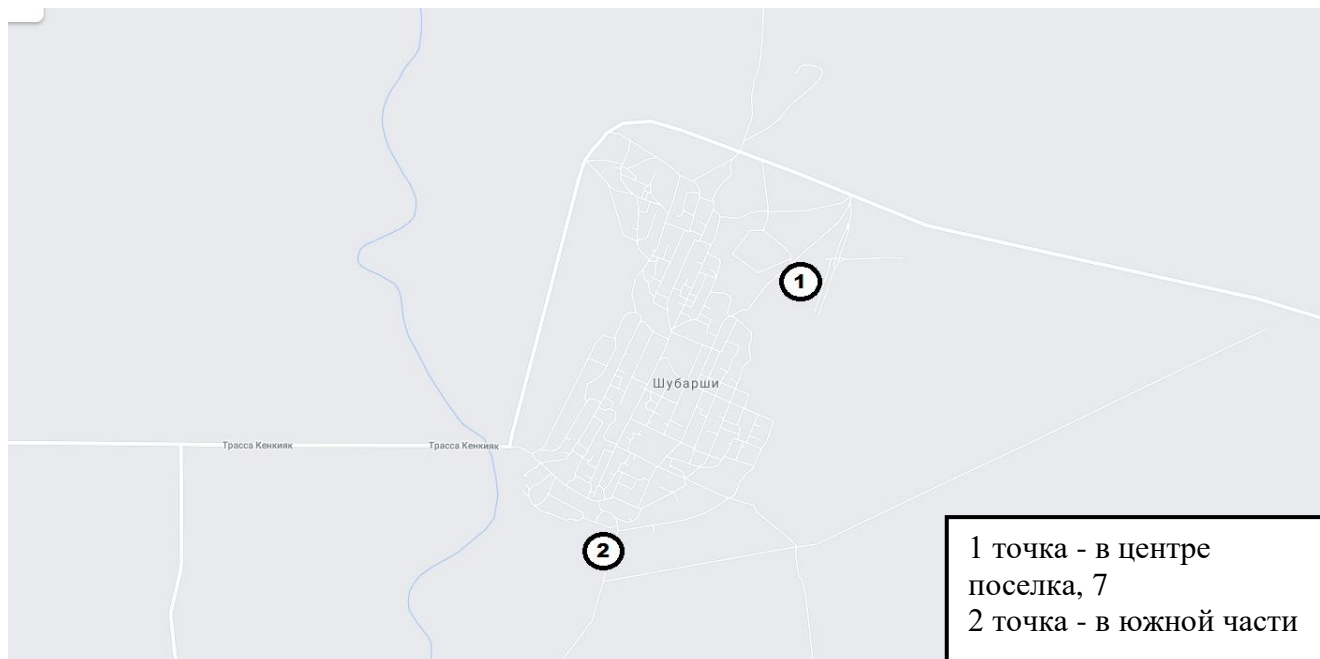 1
Шубарши
Трасса Кенкияк
Трасса Кенкияк
2
1 точка - в центре
поселка, 7
2 точка - в южной части